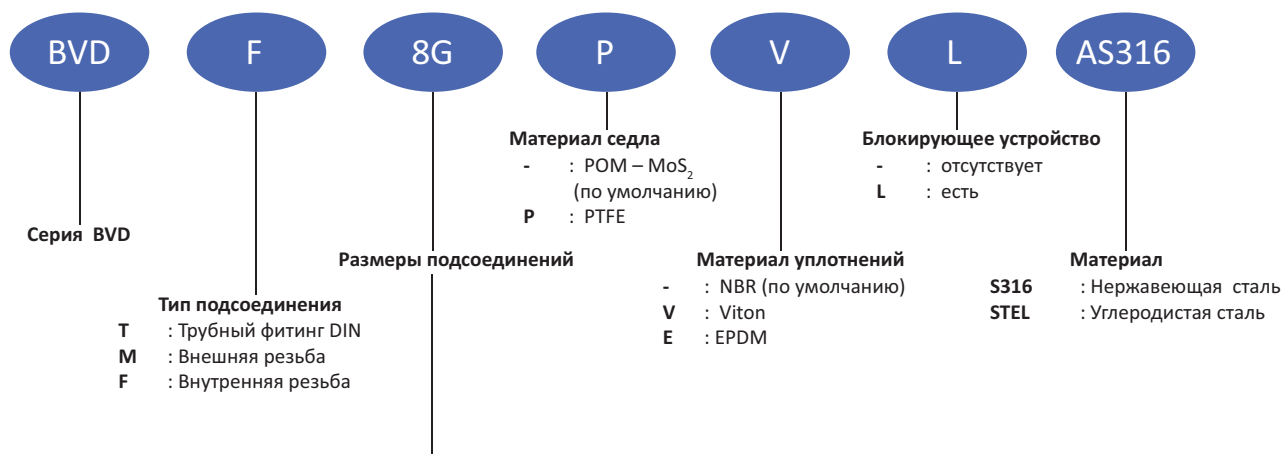 BVD F 8G P V L AS316
Материал седла
- : POM – MoS₂
(по умолчанию)
P : PTFE
Блокирующее устройство
- : отсутствует
L : есть
Серия BVD
Размеры подсоединений
Материал уплотнений
- : NBR (по умолчанию)
V : Viton
E : EPDM
Материал
S316 : Нержавеющая сталь
STEL : Углеродистая сталь
Тип подсоединения
T : Трубный фитинг DIN
M : Внешняя резьба
F : Внутренняя резьба